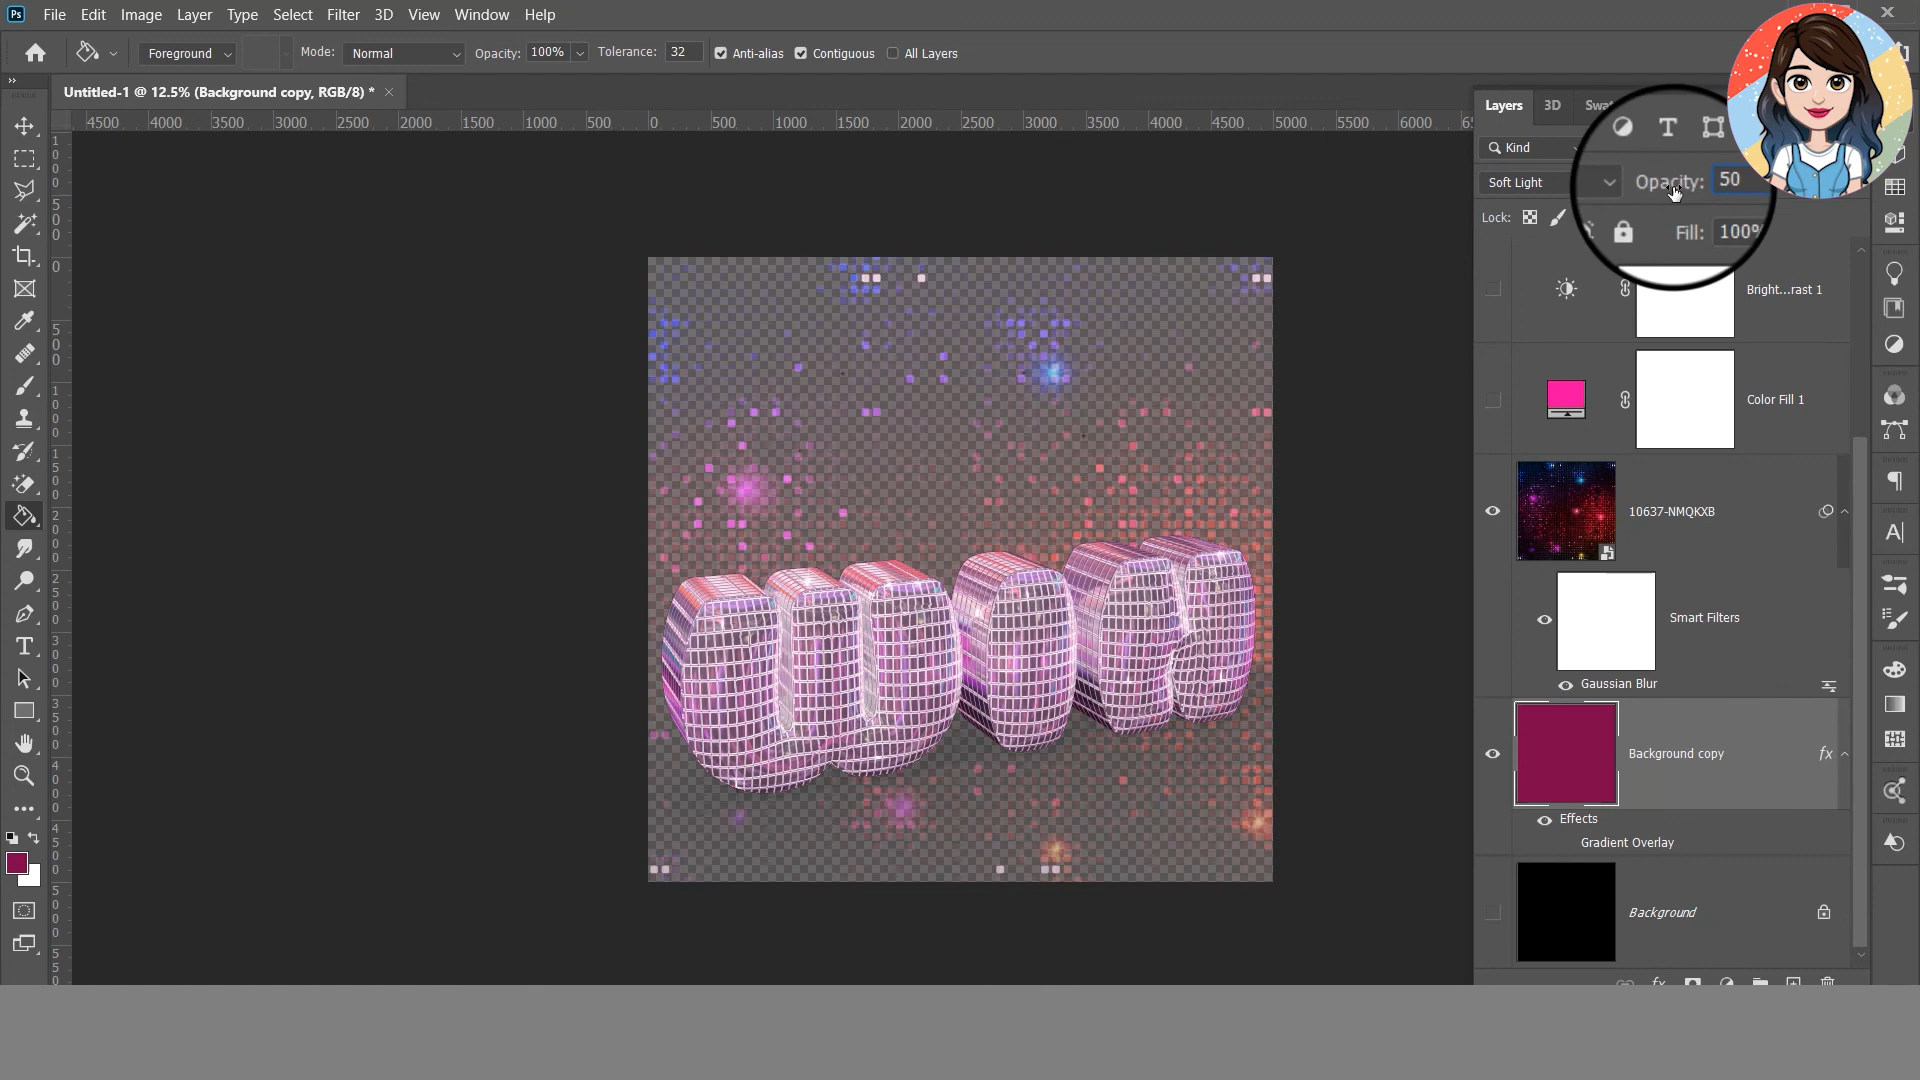 Ps File Edit Image Layer Type Select Filter 3D View Window Help
Foreground Mode: Normal Opacity: 100% Tolerance: 32 Anti-alias Contiguous All Layers
Untitled-1 @ 12.5% (Background copy, RGB/8) *
4500 4000 3500 3000 2500 2000 1500 1000 500 0 500 1000 1500 2000 2500 3000 3500 4000 4500 5000 5500 6000
Layers 3D
Kind
Soft Light Opacity: 50
Lock: Fill: 100%
Bright...rast 1
Color Fill 1
10637-NMQKXB
Smart Filters
Gaussian Blur
Background copy fx
Effects
Gradient Overlay
Background